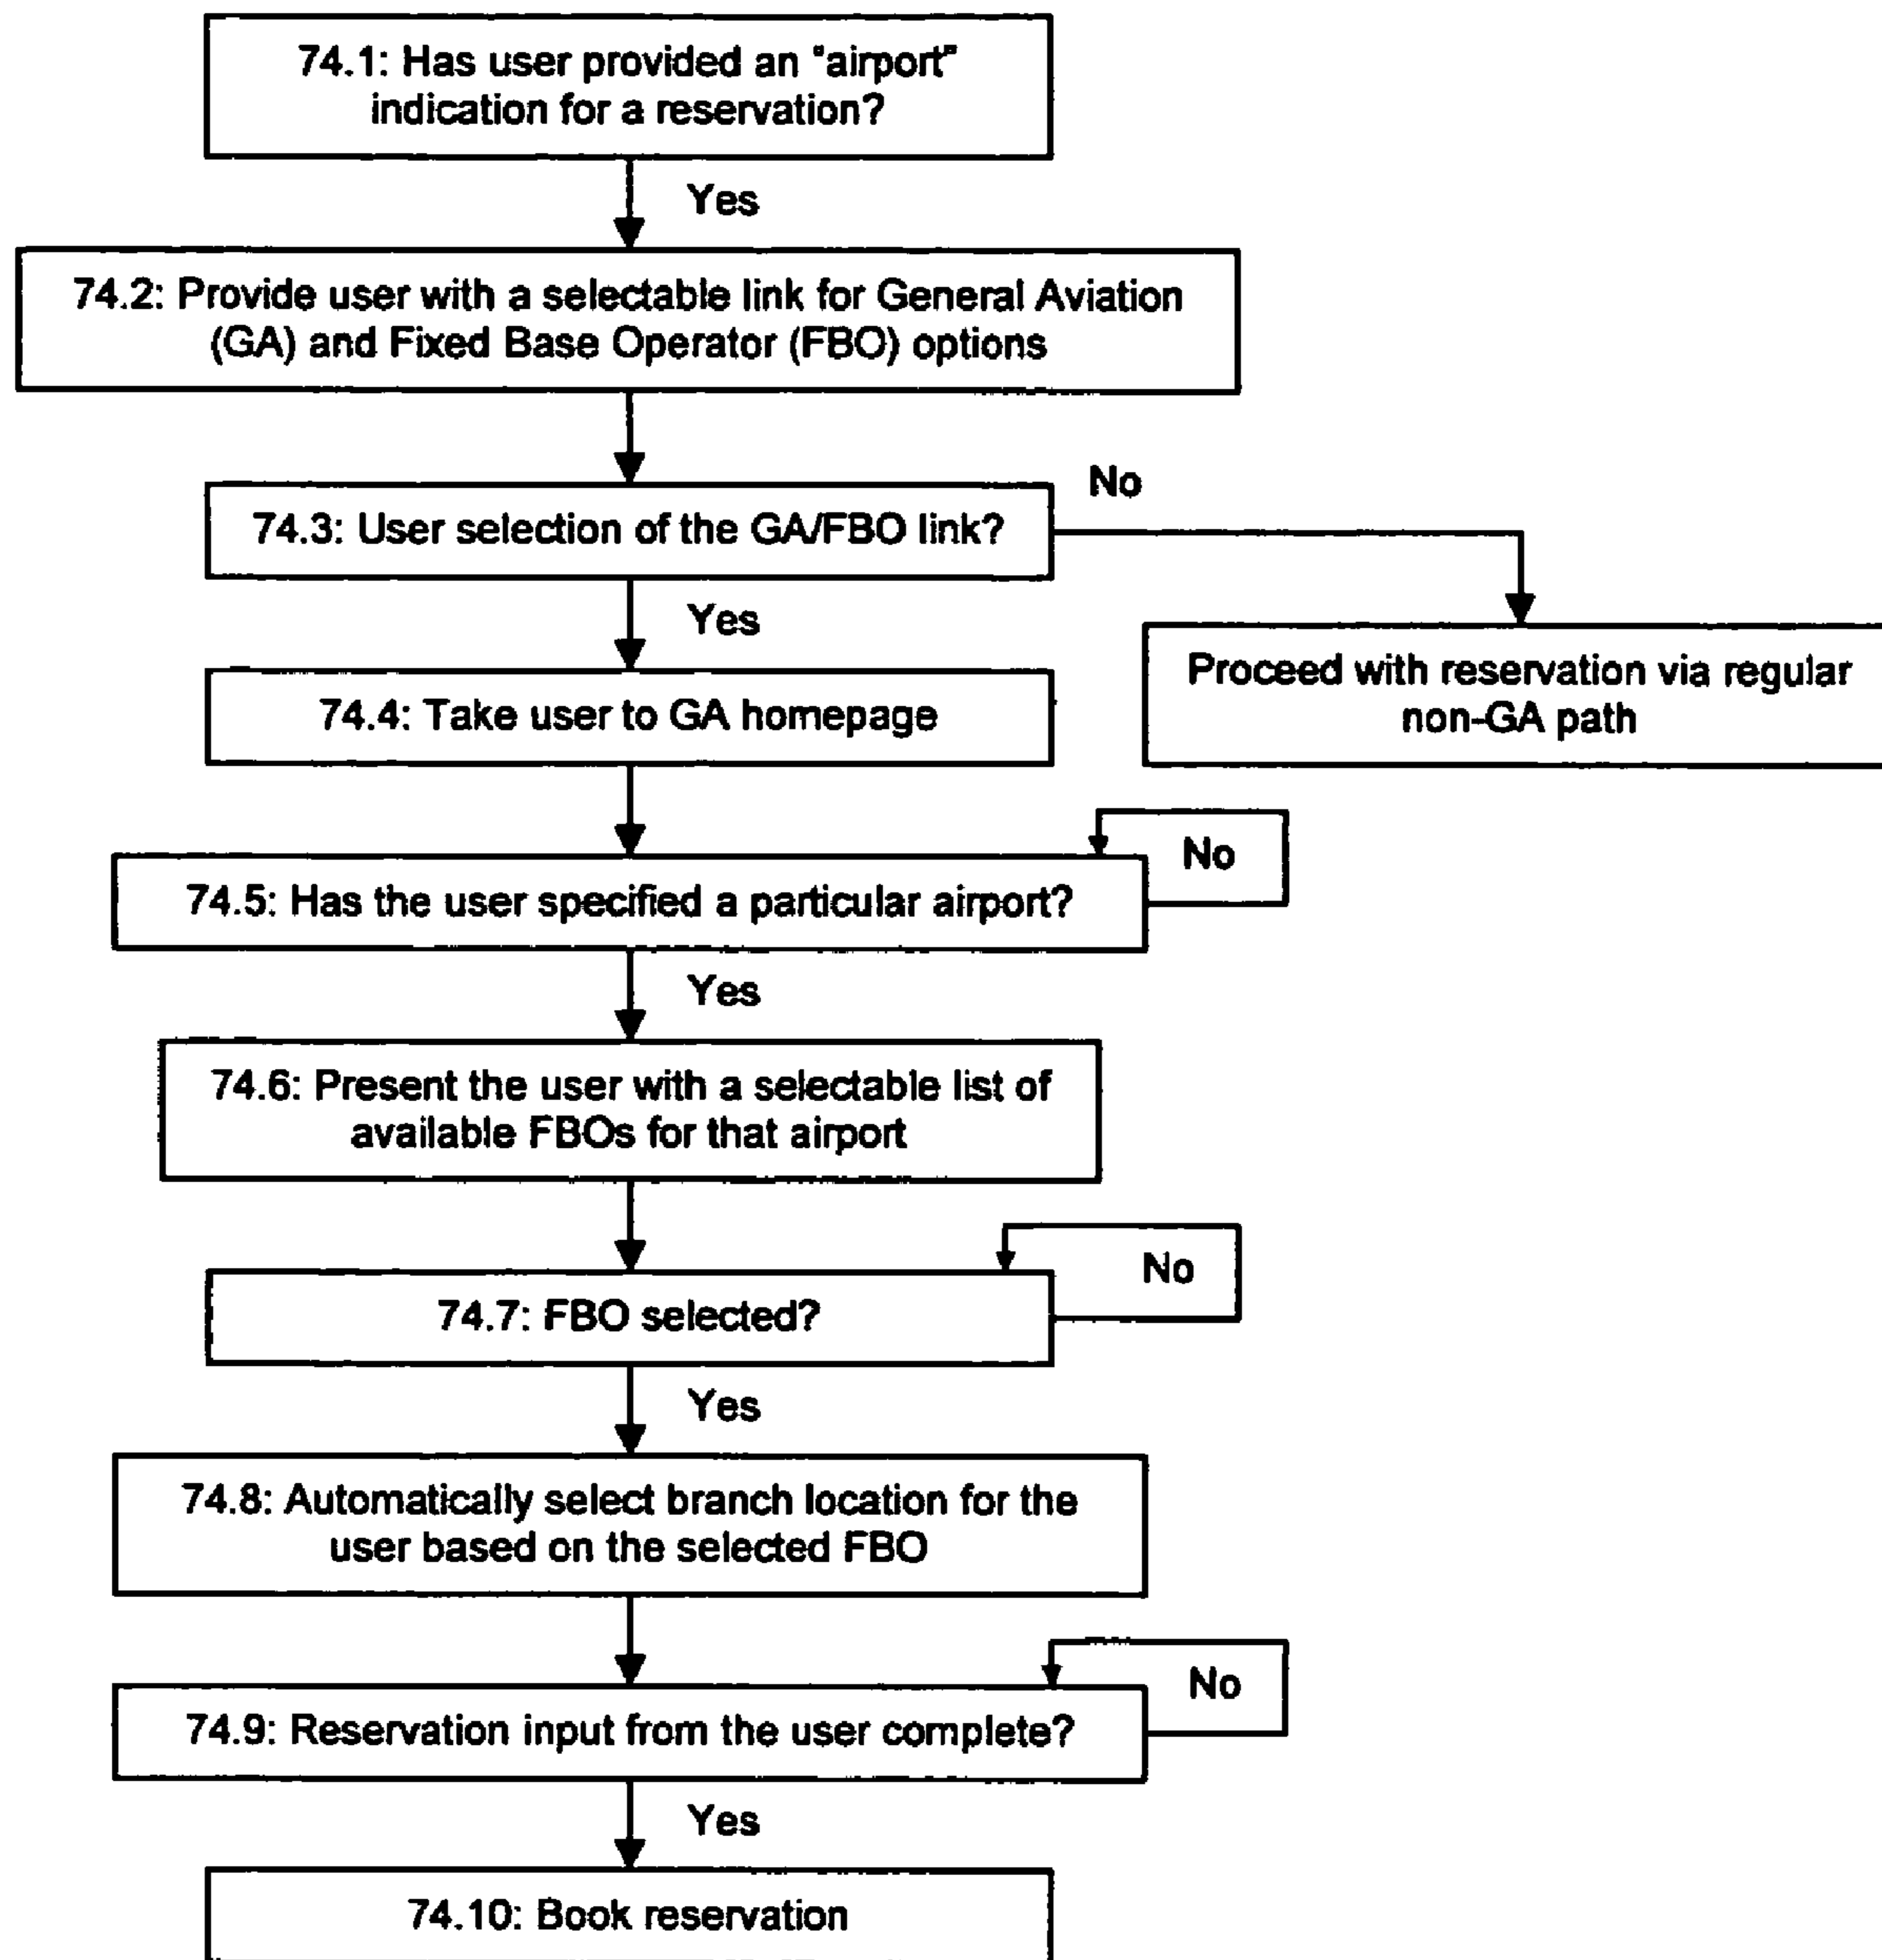 74.1: Has user provided an "airport"
indication for a reservation?
Yes
74.2: Provide user with a selectable link for General Aviation
(GA) and Fixed Base Operator (FBO) options
No
74.3: User selection of the GA/FBO link?
Yes
Proceed with reservation via regular
non-GA path
74.4: Take user to GA homepage
No
74.5: Has the user specified a particular airport?
Yes
74.6: Present the user with a selectable list of
available FBOs for that airport
No
74.7: FBO selected?
Yes
74.8: Automatically select branch location for the
user based on the selected FBO
No
74.9: Reservation input from the user complete?
Yes
74.10: Book reservation